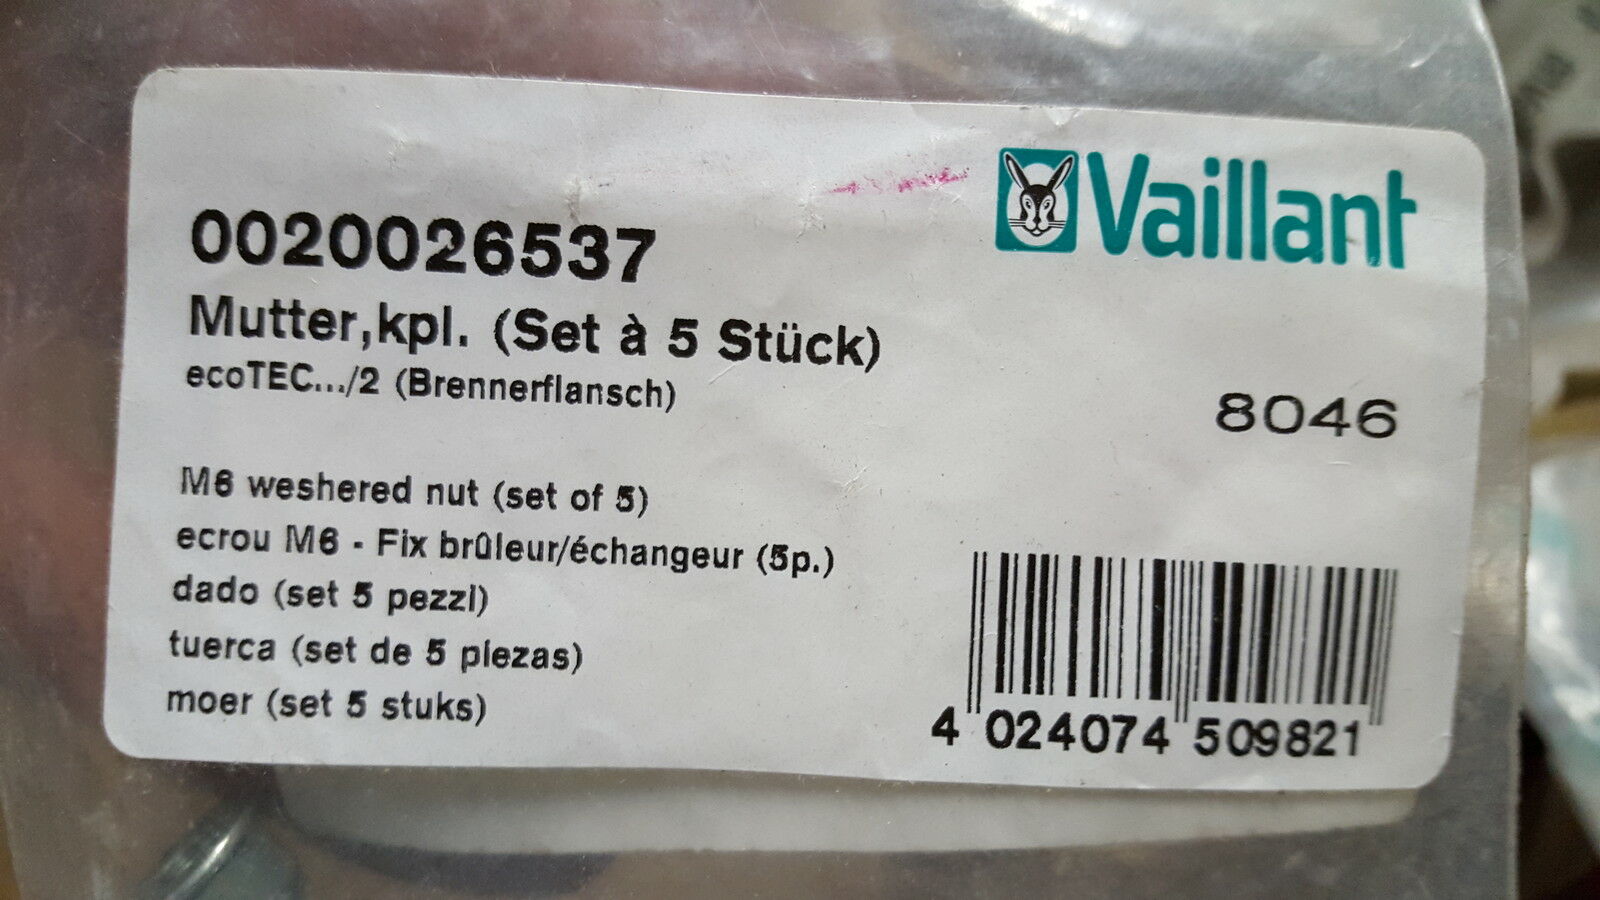 Vaillant
0020026537
Mutter,kpl. (Set à 5 Stück)
ecoTEC.../2 (Brennerflansch)
8046
M6 weshered nut (set of 5)
ecrou M6 - Fix brûleur/échangeur (5p.)
dado (set 5 pezzi)
tuerca (set de 5 piezas)
moer (set 5 stuks)
4 024074 509821